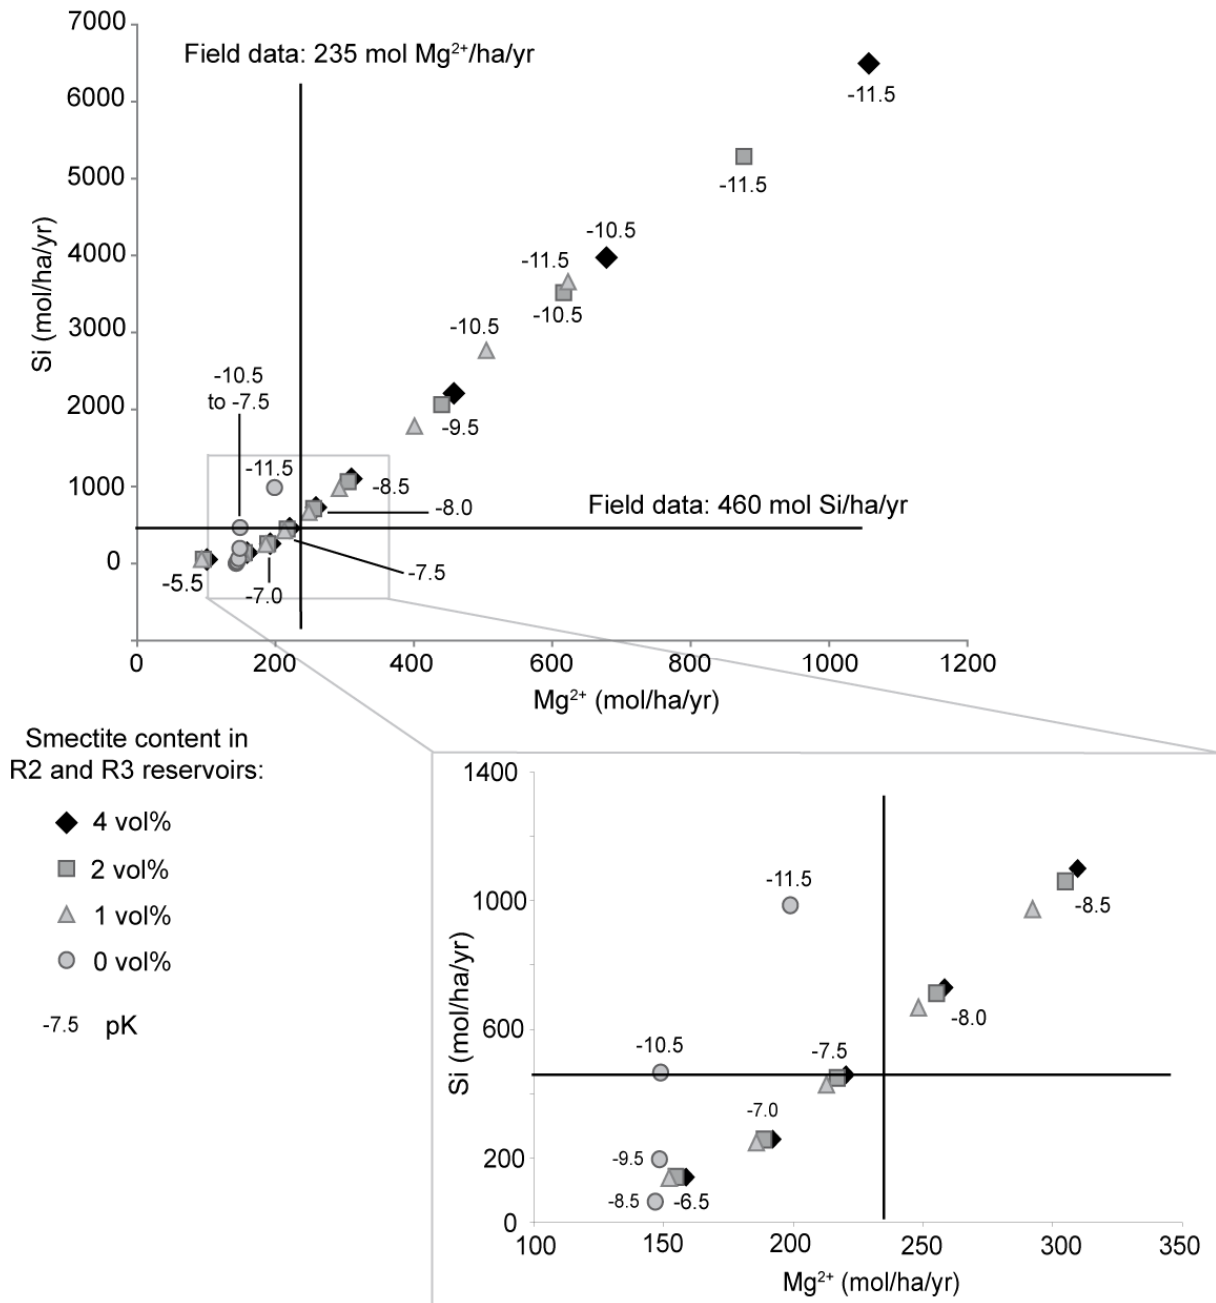 7000
Field data: 235 mol Mg²⁺/ha/yr
6000
-11.5
5000
-11.5
-10.5
4000
-11.5
-10.5
Si (mol/ha/yr)
3000
-10.5
-10.5
to -7.5
2000
-9.5
-11.5
1000
-8.5
-8.0
Field data: 460 mol Si/ha/yr
0
-5.5
-7.0
-7.5
0 200 400 600 800 1000 1200
Mg²⁺ (mol/ha/yr)
Smectite content in
R2 and R3 reservoirs:
4 vol%
2 vol%
1 vol%
0 vol%
-7.5 pK
1400
-11.5
1000
-8.5
Si (mol/ha/yr)
-8.0
600
-10.5
-7.5
-7.0
200
-9.5
-8.5 -6.5
0
100 150 200 250 300 350
Mg²⁺ (mol/ha/yr)